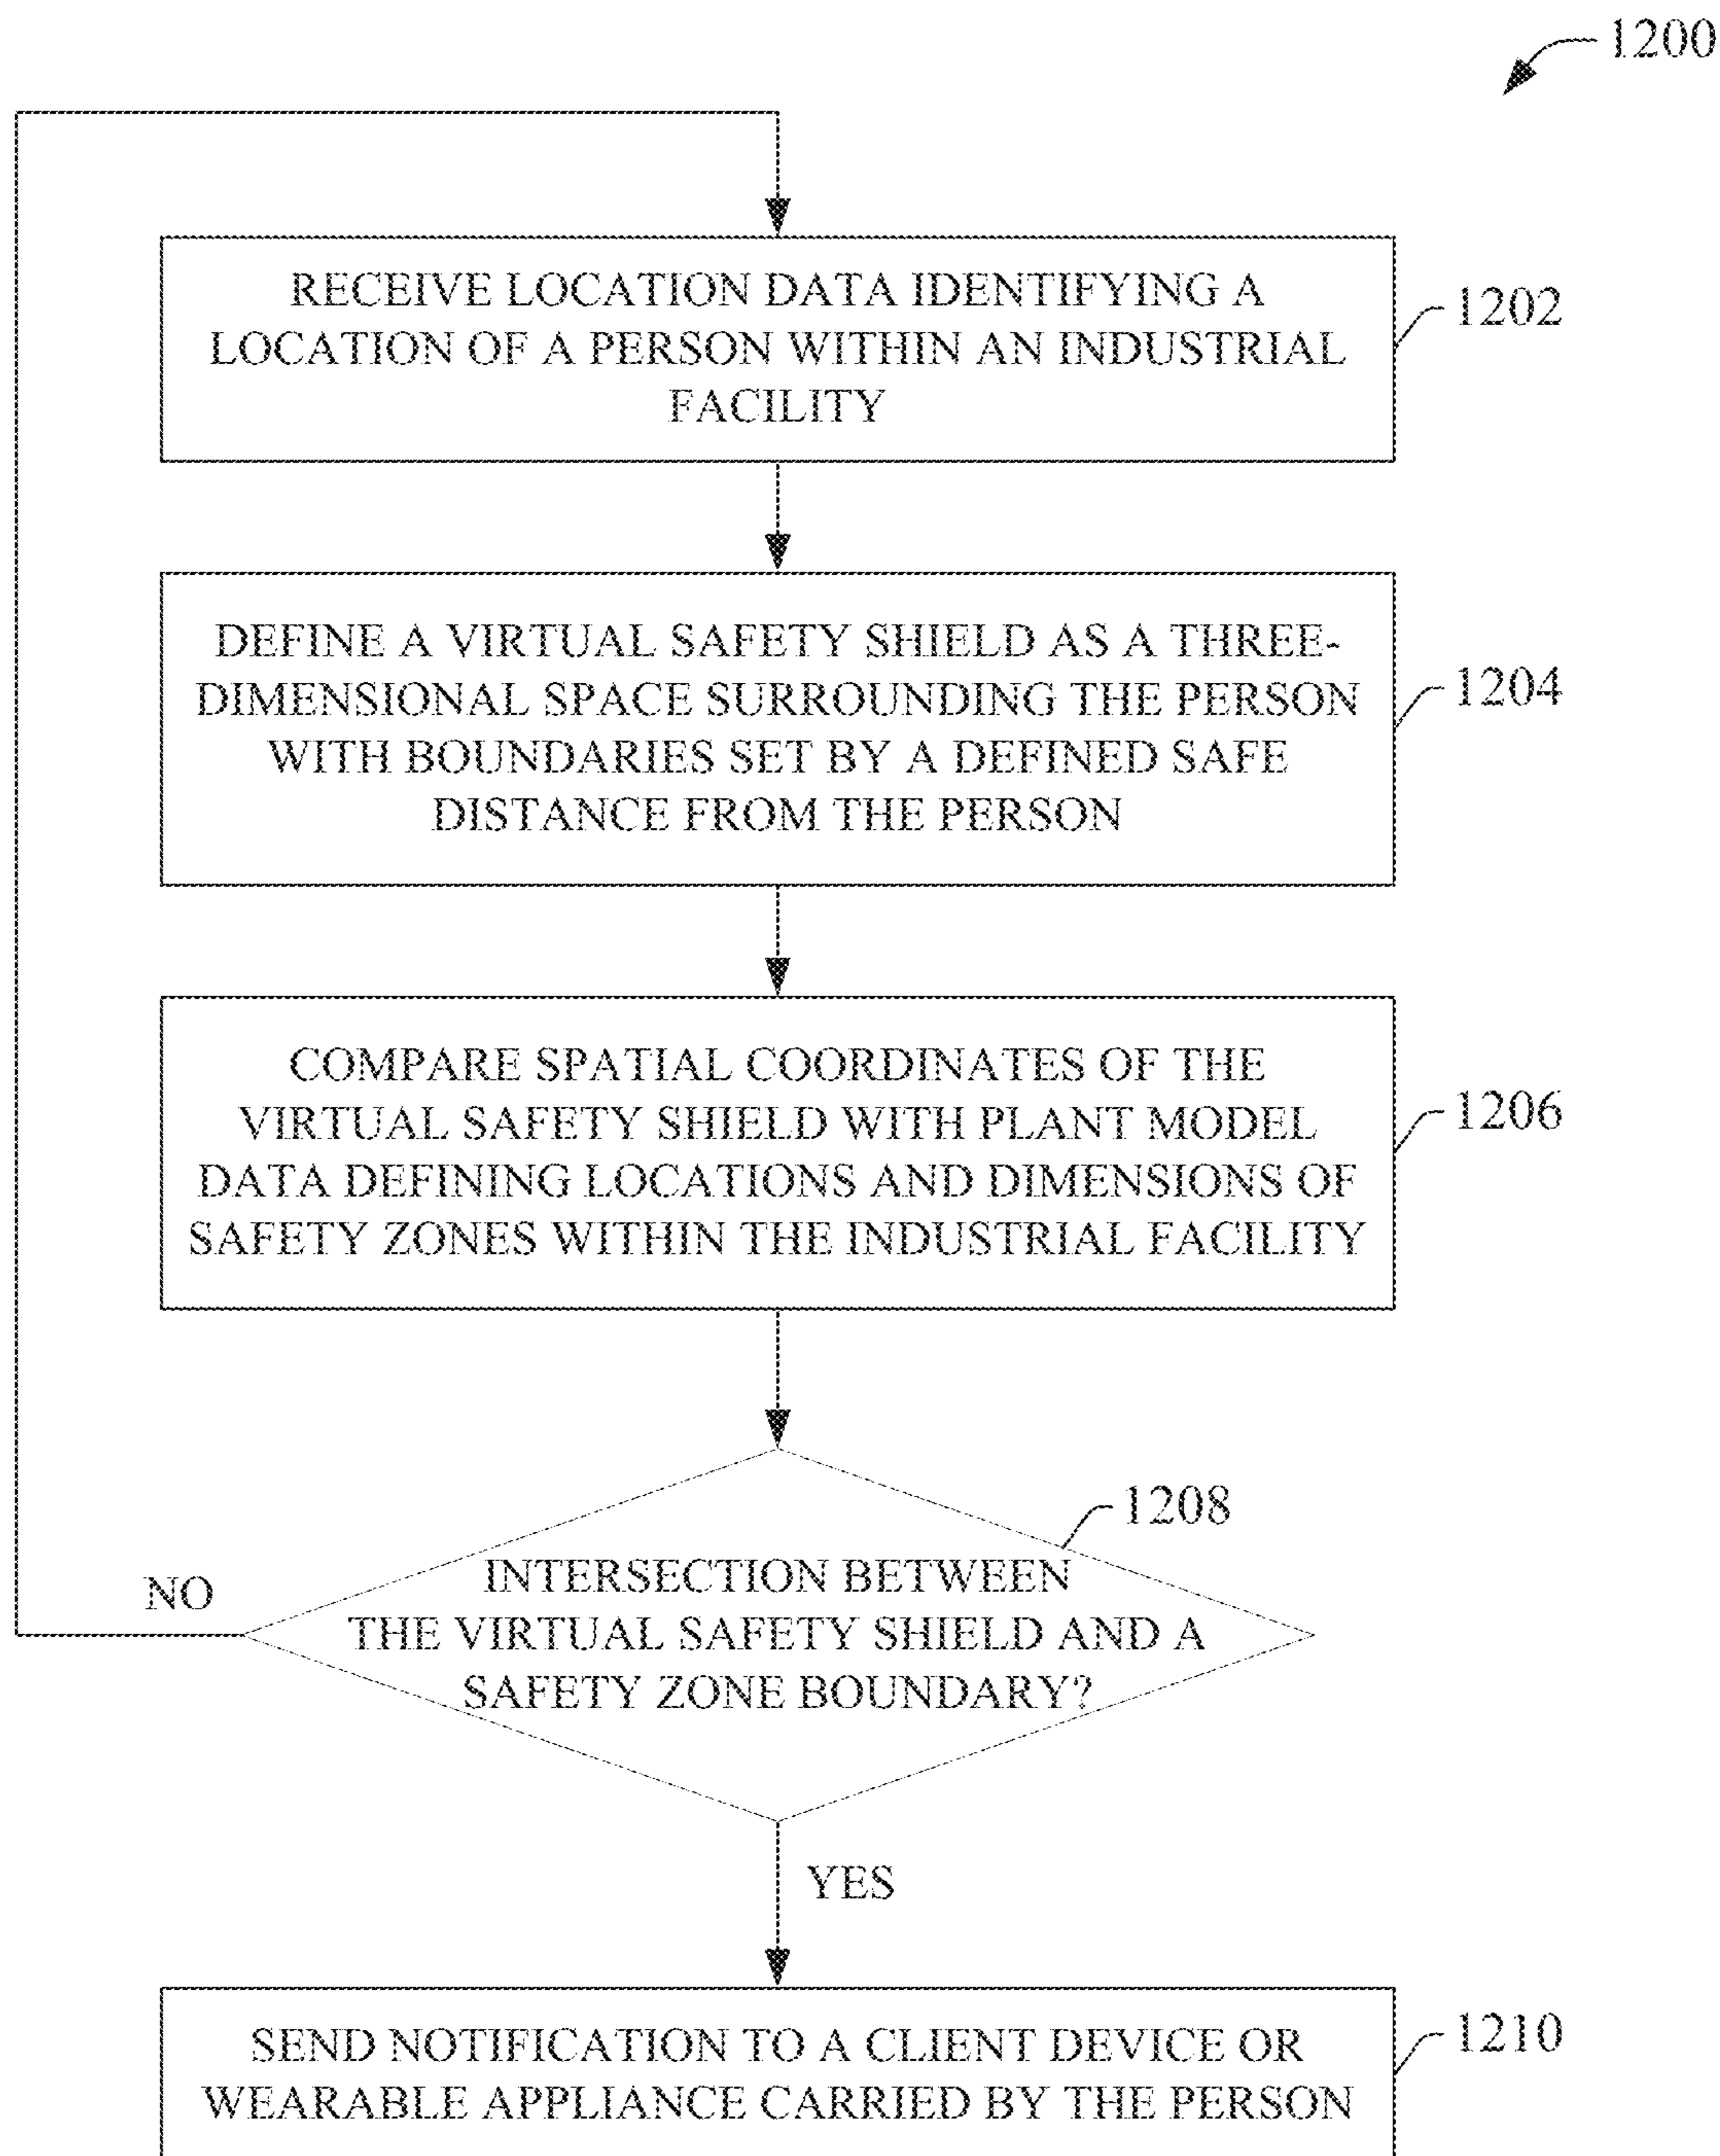 1200
RECEIVE LOCATION DATA IDENTIFYING A
LOCATION OF A PERSON WITHIN AN INDUSTRIAL
FACILITY
1202
DEFINE A VIRTUAL SAFETY SHIELD AS A THREE-
DIMENSIONAL SPACE SURROUNDING THE PERSON
WITH BOUNDARIES SET BY A DEFINED SAFE
DISTANCE FROM THE PERSON
1204
COMPARE SPATIAL COORDINATES OF THE
VIRTUAL SAFETY SHIELD WITH PLANT MODEL
DATA DEFINING LOCATIONS AND DIMENSIONS OF
SAFETY ZONES WITHIN THE INDUSTRIAL FACILITY
1206
1208
INTERSECTION BETWEEN
THE VIRTUAL SAFETY SHIELD AND A
SAFETY ZONE BOUNDARY?
NO
YES
SEND NOTIFICATION TO A CLIENT DEVICE OR
WEARABLE APPLIANCE CARRIED BY THE PERSON
1210